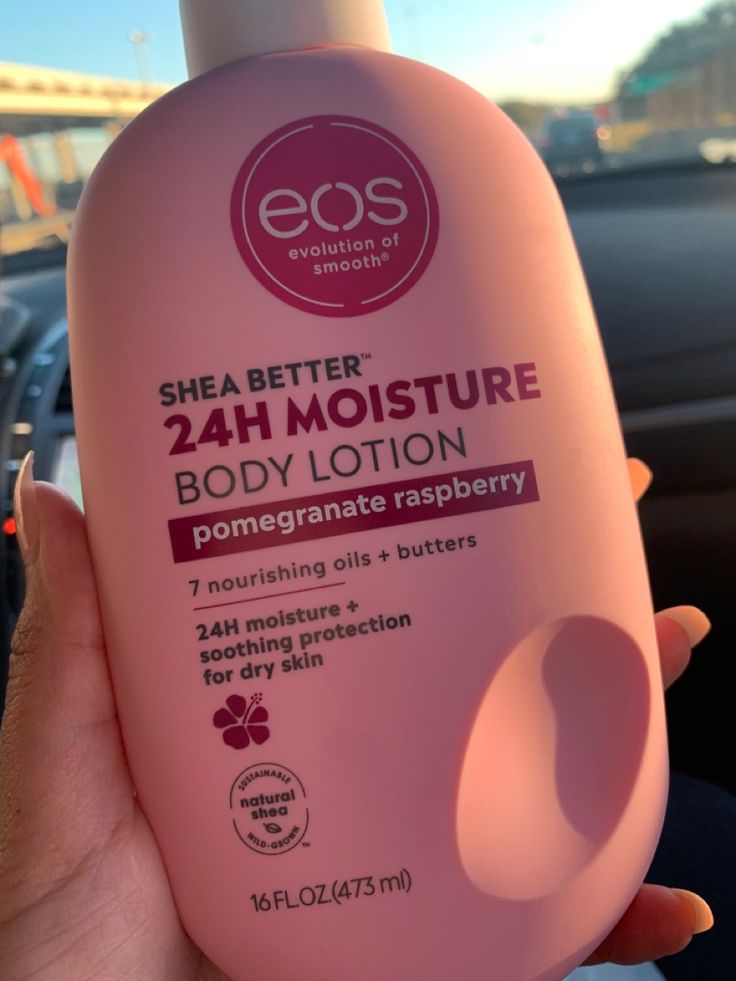 eos
evolution of
smooth®
SHEA BETTER™
24H MOISTURE
BODY LOTION
pomegranate raspberry
7 nourishing oils + butters
24H moisture +
soothing protection
for dry skin
SUSTAINABLE
natural
shea
WILD-GROWN™
16 FL.OZ.(473 ml)